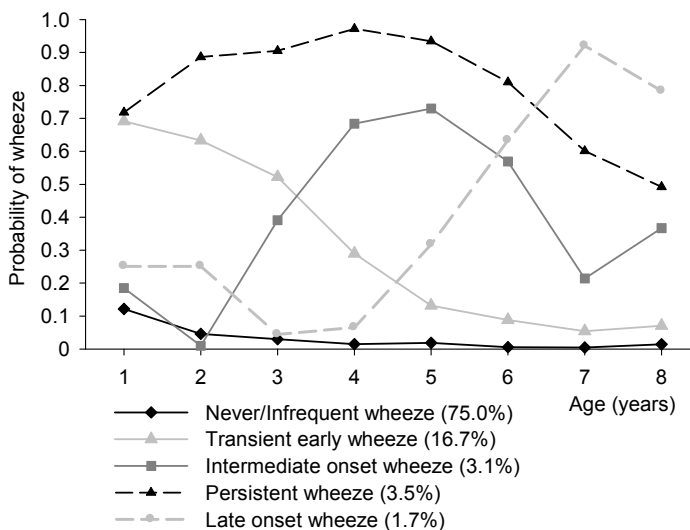 1.0
0.9
0.8
0.7
0.6
0.5
0.4
0.3
0.2
0.1
0
Probability of wheeze
1 2 3 4 5 6 7 8
Age (years)
Never/Infrequent wheeze (75.0%)
Transient early wheeze (16.7%)
Intermediate onset wheeze (3.1%)
Persistent wheeze (3.5%)
Late onset wheeze (1.7%)